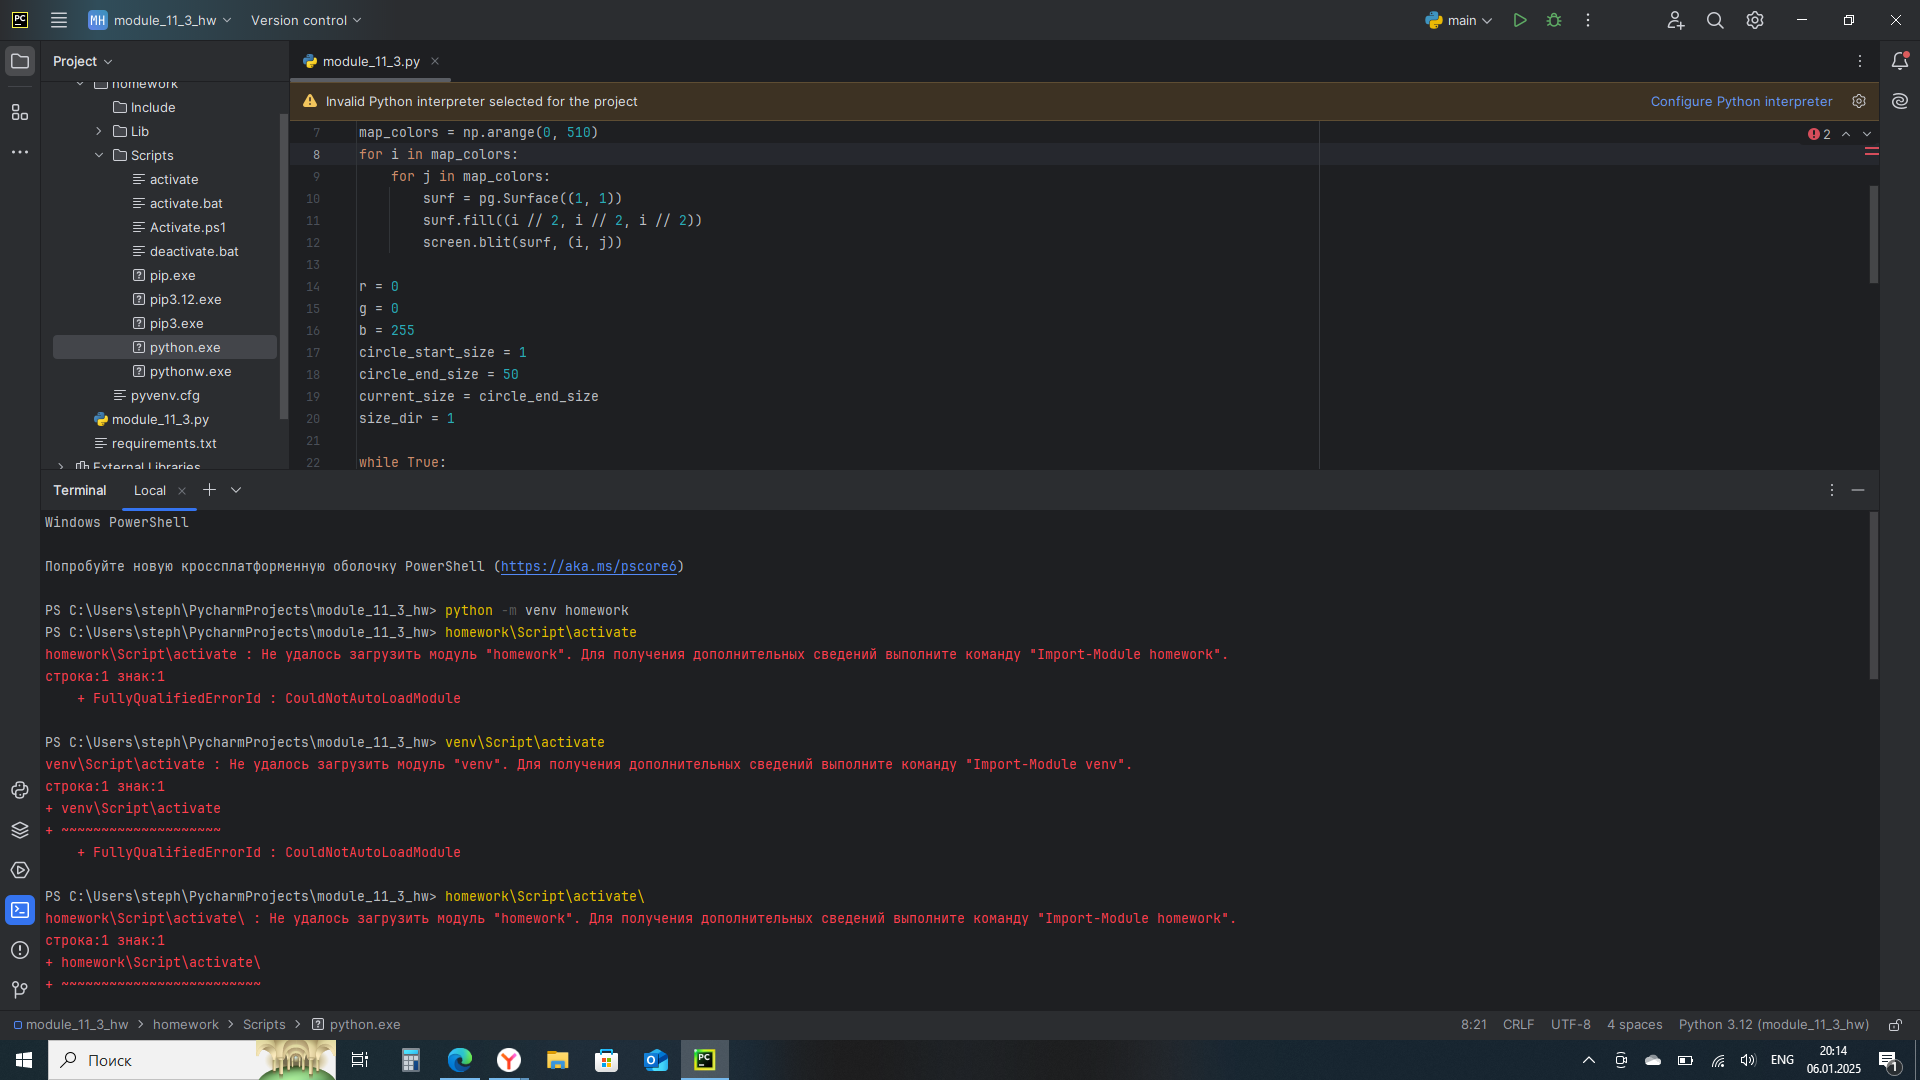 PC
MH module_11_3_hw
Version control
main
Project
module_11_3.py
homework
Include
Lib
Scripts
activate
activate.bat
Activate.ps1
deactivate.bat
pip.exe
pip3.12.exe
pip3.exe
python.exe
pythonw.exe
pyvenv.cfg
module_11_3.py
requirements.txt
External Libraries
Invalid Python interpreter selected for the project
Configure Python interpreter
2
7 map_colors = np.arange(0, 510)
8 for i in map_colors:
9 for j in map_colors:
10 surf = pg.Surface((1, 1))
11 surf.fill((i // 2, i // 2, i // 2))
12 screen.blit(surf, (i, j))
13
14 r = 0
15 g = 0
16 b = 255
17 circle_start_size = 1
18 circle_end_size = 50
19 current_size = circle_end_size
20 size_dir = 1
21
22 while True:
Terminal
Local
Windows PowerShell
Попробуйте новую кроссплатформенную оболочку PowerShell (https://aka.ms/pscore6)
PS C:\Users\steph\PycharmProjects\module_11_3_hw> python -m venv homework
PS C:\Users\steph\PycharmProjects\module_11_3_hw> homework\Script\activate
homework\Script\activate : Не удалось загрузить модуль "homework". Для получения дополнительных сведений выполните команду "Import-Module homework".
строка:1 знак:1
+ FullyQualifiedErrorId : CouldNotAutoLoadModule
PS C:\Users\steph\PycharmProjects\module_11_3_hw> venv\Script\activate
venv\Script\activate : Не удалось загрузить модуль "venv". Для получения дополнительных сведений выполните команду "Import-Module venv".
строка:1 знак:1
+ venv\Script\activate
+ ~~~~~~~~~~~~~~~~~~~~
+ FullyQualifiedErrorId : CouldNotAutoLoadModule
PS C:\Users\steph\PycharmProjects\module_11_3_hw> homework\Script\activate\
homework\Script\activate\ : Не удалось загрузить модуль "homework". Для получения дополнительных сведений выполните команду "Import-Module homework".
строка:1 знак:1
+ homework\Script\activate\
+ ~~~~~~~~~~~~~~~~~~~~~~~~~
module_11_3_hw > homework > Scripts > python.exe
8:21 CRLF UTF-8 4 spaces Python 3.12 (module_11_3_hw)
Поиск
PC
ENG
20:14
06.01.2025
1